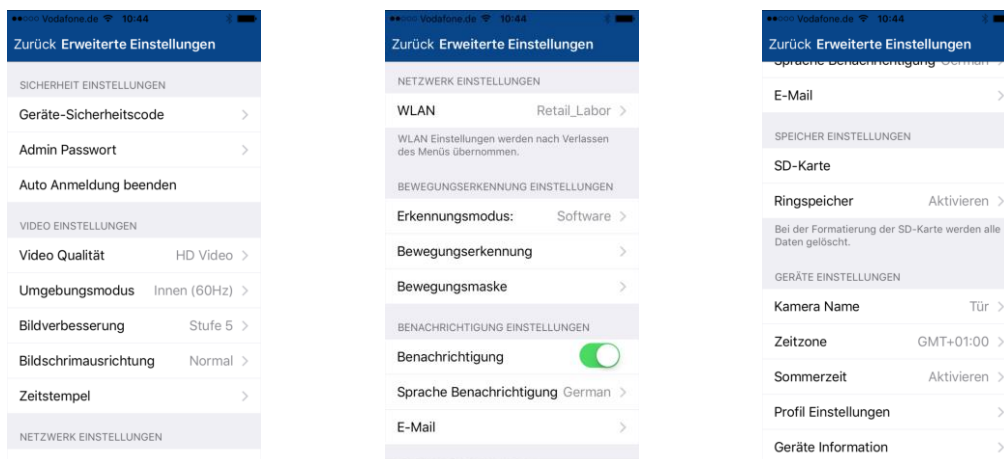 ●●○○○ Vodafone.de 10:44
Zurück Erweiterte Einstellungen
SICHERHEIT EINSTELLUNGEN
Geräte-Sicherheitscode
Admin Passwort
Auto Anmeldung beenden
VIDEO EINSTELLUNGEN
Video Qualität HD Video
Umgebungsmodus Innen (60Hz)
Bildverbesserung Stufe 5
Bildschrimausrichtung Normal
Zeitstempel
NETZWERK EINSTELLUNGEN
●●○○○ Vodafone.de 10:44
Zurück Erweiterte Einstellungen
NETZWERK EINSTELLUNGEN
WLAN Retail_Labor
WLAN Einstellungen werden nach Verlassen
des Menüs übernommen.
BEWEGUNGSERKENNUNG EINSTELLUNGEN
Erkennungsmodus: Software
Bewegungserkennung
Bewegungsmaske
BENACHRICHTIGUNG EINSTELLUNGEN
Benachrichtigung
Sprache Benachrichtigung German
E-Mail
●●○○○ Vodafone.de 10:44
Zurück Erweiterte Einstellungen
Sprache Benachrichtigung German
E-Mail
SPEICHER EINSTELLUNGEN
SD-Karte
Ringspeicher Aktivieren
Bei der Formatierung der SD-Karte werden alle
Daten gelöscht.
GERÄTE EINSTELLUNGEN
Kamera Name Tür
Zeitzone GMT+01:00
Sommerzeit Aktivieren
Profil Einstellungen
Geräte Information